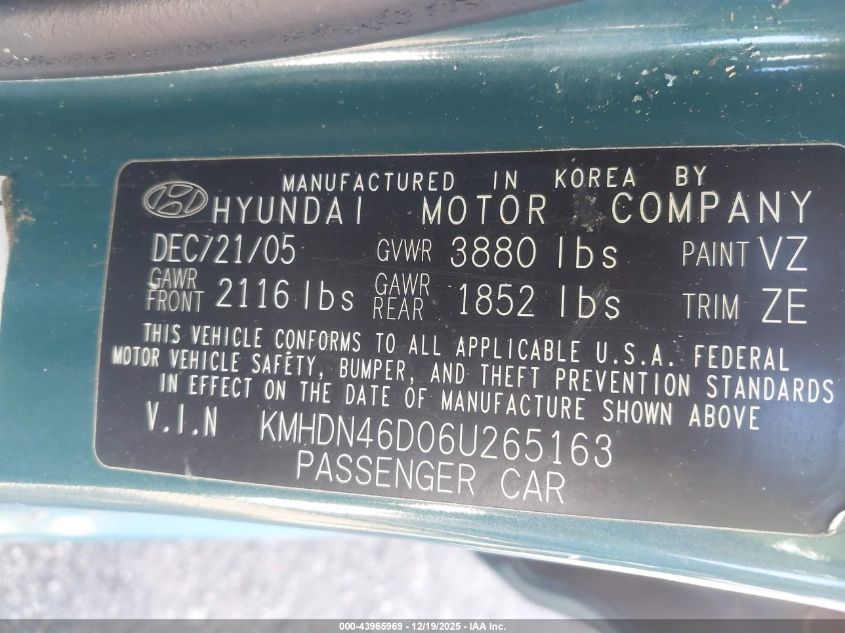 MANUFACTURED IN KOREA BY
HYUNDAI MOTOR COMPANY
DEC/21/05 GVWR 3880 lbs PAINT VZ
GAWR FRONT 2116 lbs GAWR REAR 1852 lbs TRIM ZE
THIS VEHICLE CONFORMS TO ALL APPLICABLE U.S.A. FEDERAL
MOTOR VEHICLE SAFETY, BUMPER, AND THEFT PREVENTION STANDARDS
IN EFFECT ON THE DATE OF MANUFACTURE SHOWN ABOVE
V.I.N KMHDN46D06U265163
PASSENGER CAR
000-43965969 - 12/19/2025 - IAA Inc.